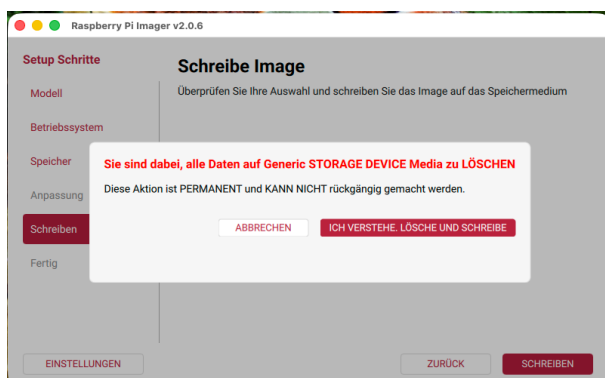 Raspberry Pi Imager v2.0.6
Setup Schritte
Modell
Betriebssystem
Speicher
Anpassung
Schreiben
Fertig
Schreibe Image
Überprüfen Sie Ihre Auswahl und schreiben Sie das Image auf das Speichermedium
Sie sind dabei, alle Daten auf Generic STORAGE DEVICE Media zu LÖSCHEN
Diese Aktion ist PERMANENT und KANN NICHT rückgängig gemacht werden.
ABBRECHEN
ICH VERSTEHE. LÖSCHE UND SCHREIBE
EINSTELLUNGEN
ZURÜCK
SCHREIBEN